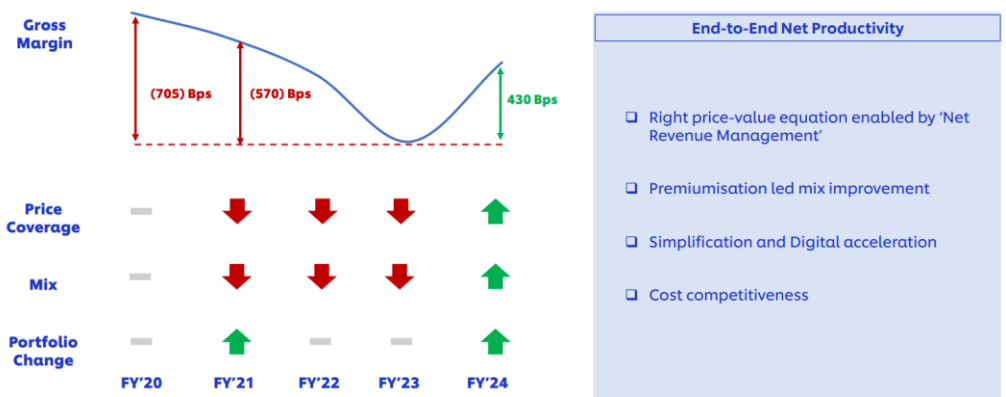 Gross
Margin
(705) Bps
(570) Bps
430 Bps
Price
Coverage
Mix
Portfolio
Change
FY'20
FY'21
FY'22
FY'23
FY'24
End-to-End Net Productivity
Right price-value equation enabled by ‘Net
Revenue Management’
Premiumisation led mix improvement
Simplification and Digital acceleration
Cost competitiveness